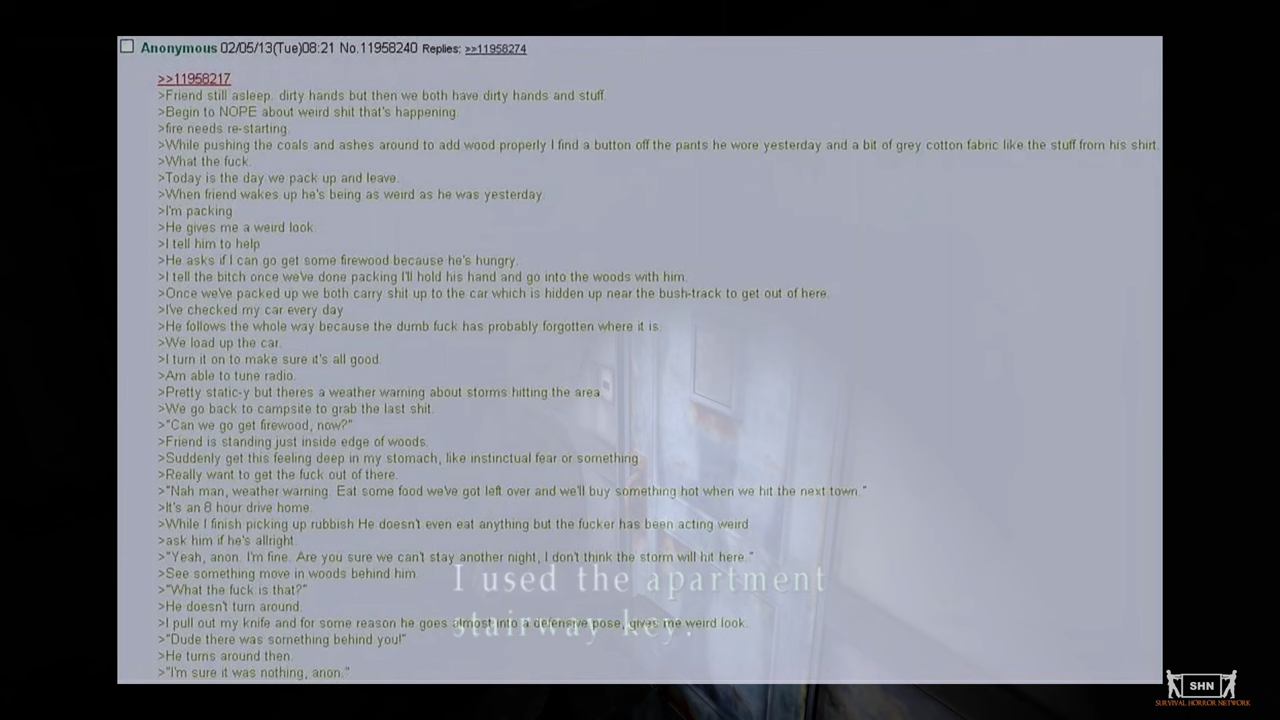 Anonymous 02/05/13(Tue)08:21 No.11958240 Replies: >>11958274
>>11958217
>Friend still asleep. dirty hands but then we both have dirty hands and stuff.
>Begin to NOPE about weird shit that's happening.
>fire needs re-starting.
>While pushing the coals and ashes around to add wood properly I find a button off the pants he wore yesterday and a bit of grey cotton fabric like the stuff from his shirt.
>What the fuck.
>Today is the day we pack up and leave.
>When friend wakes up he's being as weird as he was yesterday.
>I'm packing
>He gives me a weird look.
>I tell him to help
>He asks if I can go get some firewood because he's hungry.
>I tell the bitch once we've done packing I'll hold his hand and go into the woods with him.
>Once we've packed up we both carry shit up to the car which is hidden up near the bush-track to get out of here.
>I've checked my car every day
>He follows the whole way because the dumb fuck has probably forgotten where it is.
>We load up the car.
>I turn it on to make sure it's all good.
>Am able to tune radio.
>Pretty static-y but theres a weather warning about storms hitting the area.
>We go back to campsite to grab the last shit.
>"Can we go get firewood, now?"
>Friend is standing just inside edge of woods.
>Suddenly get this feeling deep in my stomach, like instinctual fear or something
>Really want to get the fuck out of there.
>"Nah man, weather warning. Eat some food we've got left over and we'll buy something hot when we hit the next town."
>It's an 8 hour drive home.
>While I finish picking up rubbish He doesn't even eat anything but the fucker has been acting weird.
>ask him if he's allright.
>"Yeah, anon. I'm fine. Are you sure we can't stay another night, I don't think the storm will hit here."
>See something move in woods behind him.
>"What the fuck is that?"
>He doesn't turn around.
>I pull out my knife and for some reason he goes almost into a defensive pose, gives me weird look.
>"Dude there was something behind you!"
>He turns around then.
>"I'm sure it was nothing, anon."
I used the apartment
stairway key.
SHN
SURVIVAL HORROR NETWORK